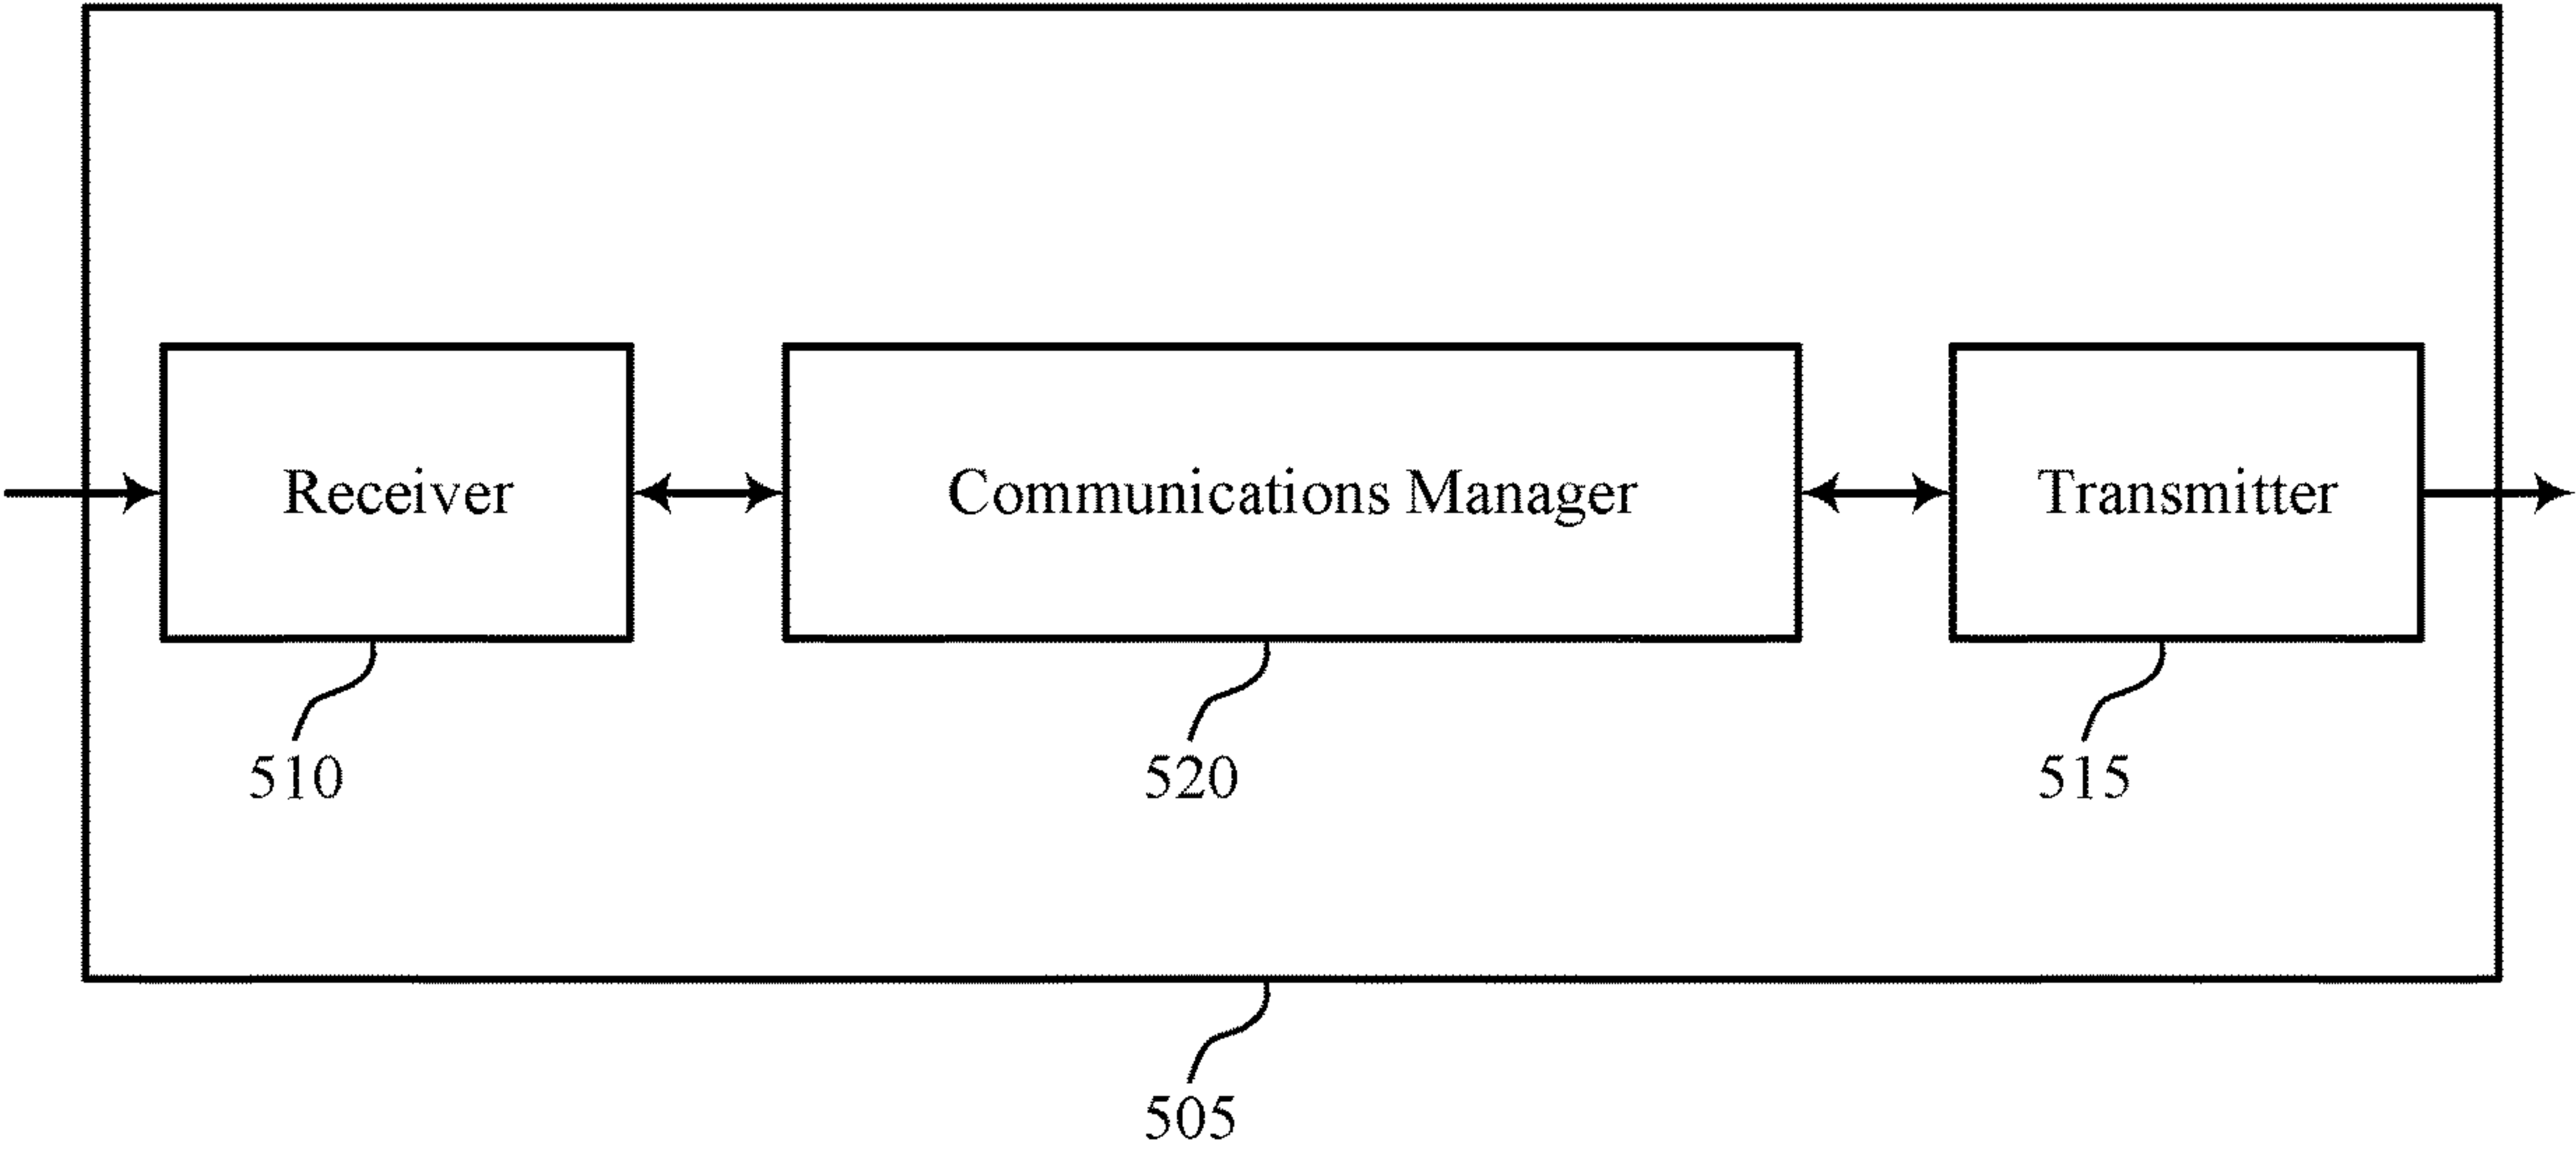 Receiver
Communications Manager
Transmitter
510
520
515
505